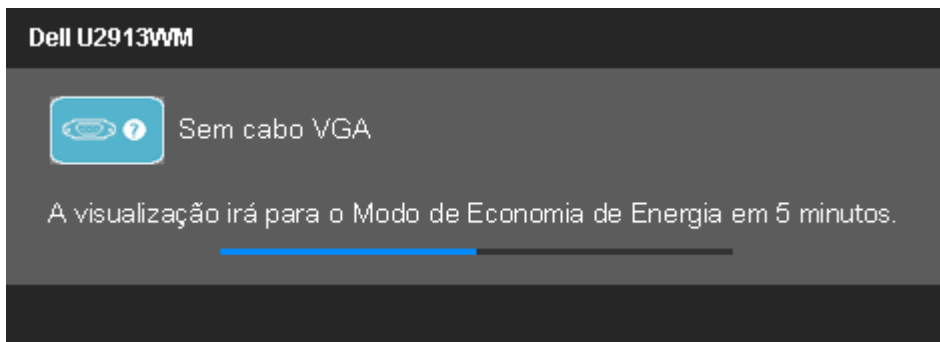 Dell U2913WM
Sem cabo VGA
A visualização irá para o Modo de Economia de Energia em 5 minutos.